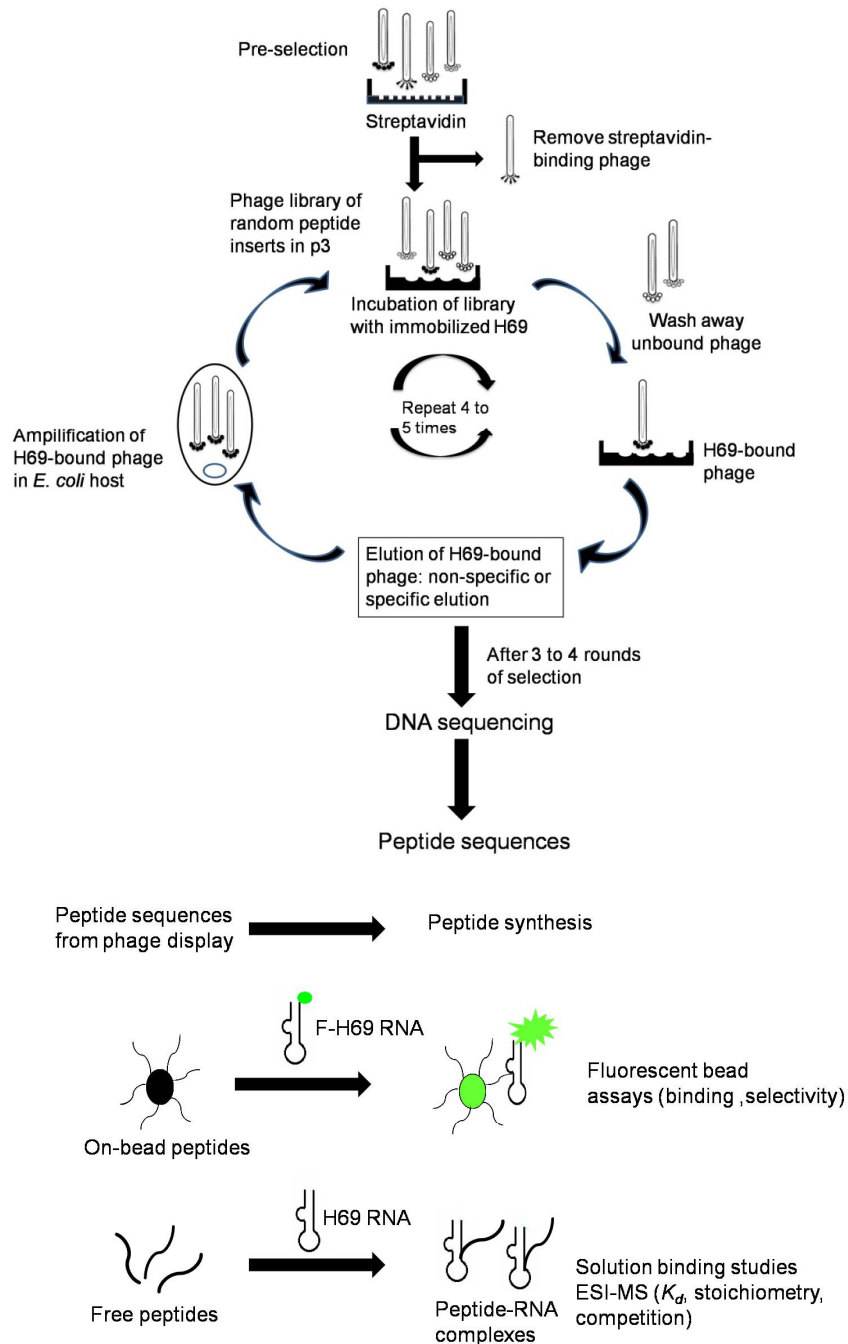 Pre-selection
Streptavidin
Remove streptavidin-
binding phage
Phage library of
random peptide
inserts in p3
Incubation of library
with immobilized H69
Wash away
unbound phage
Repeat 4 to
5 times
Ampilification of
H69-bound phage
in E. coli host
H69-bound
phage
Elution of H69-bound
phage: non-specific or
specific elution
After 3 to 4 rounds
of selection
DNA sequencing
Peptide sequences
Peptide sequences
from phage display
Peptide synthesis
F-H69 RNA
On-bead peptides
Fluorescent bead
assays (binding ,selectivity)
H69 RNA
Free peptides
Peptide-RNA
complexes
Solution binding studies
ESI-MS (Kd, stoichiometry,
competition)